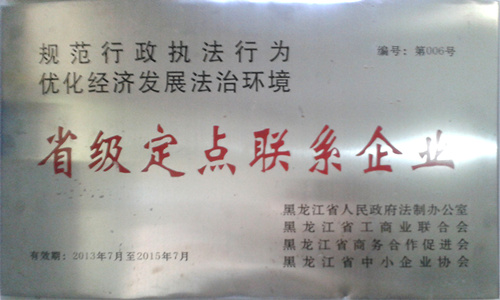 规范行政执法行为
编号：第006号
优化经济发展法治环境
省级定点联系企业
黑龙江省人民政府法制办公室
黑龙江省工商业联合会
黑龙江省商务合作促进会
黑龙江省中小企业协会
有效期：2013年7月至2015年7月